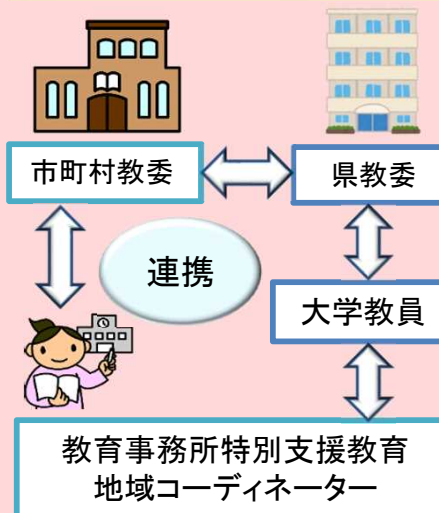 市町村教委
県教委
連携
大学教員
教育事務所特別支援教育
地域コーディネーター